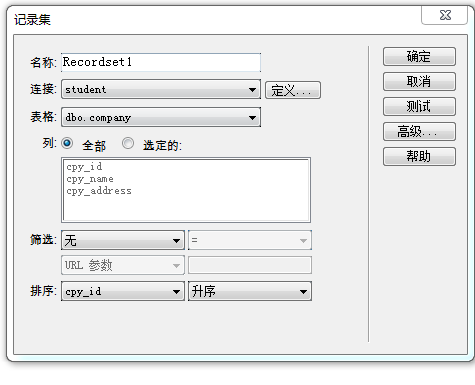 记录集
名称: Recordset1
确定
连接: student 定义...
取消
表格: dbo.company
测试
列: 全部 选定的:
高级...
cpy_id
帮助
cpy_name
cpy_address
筛选: 无 =
URL 参数
排序: cpy_id 升序